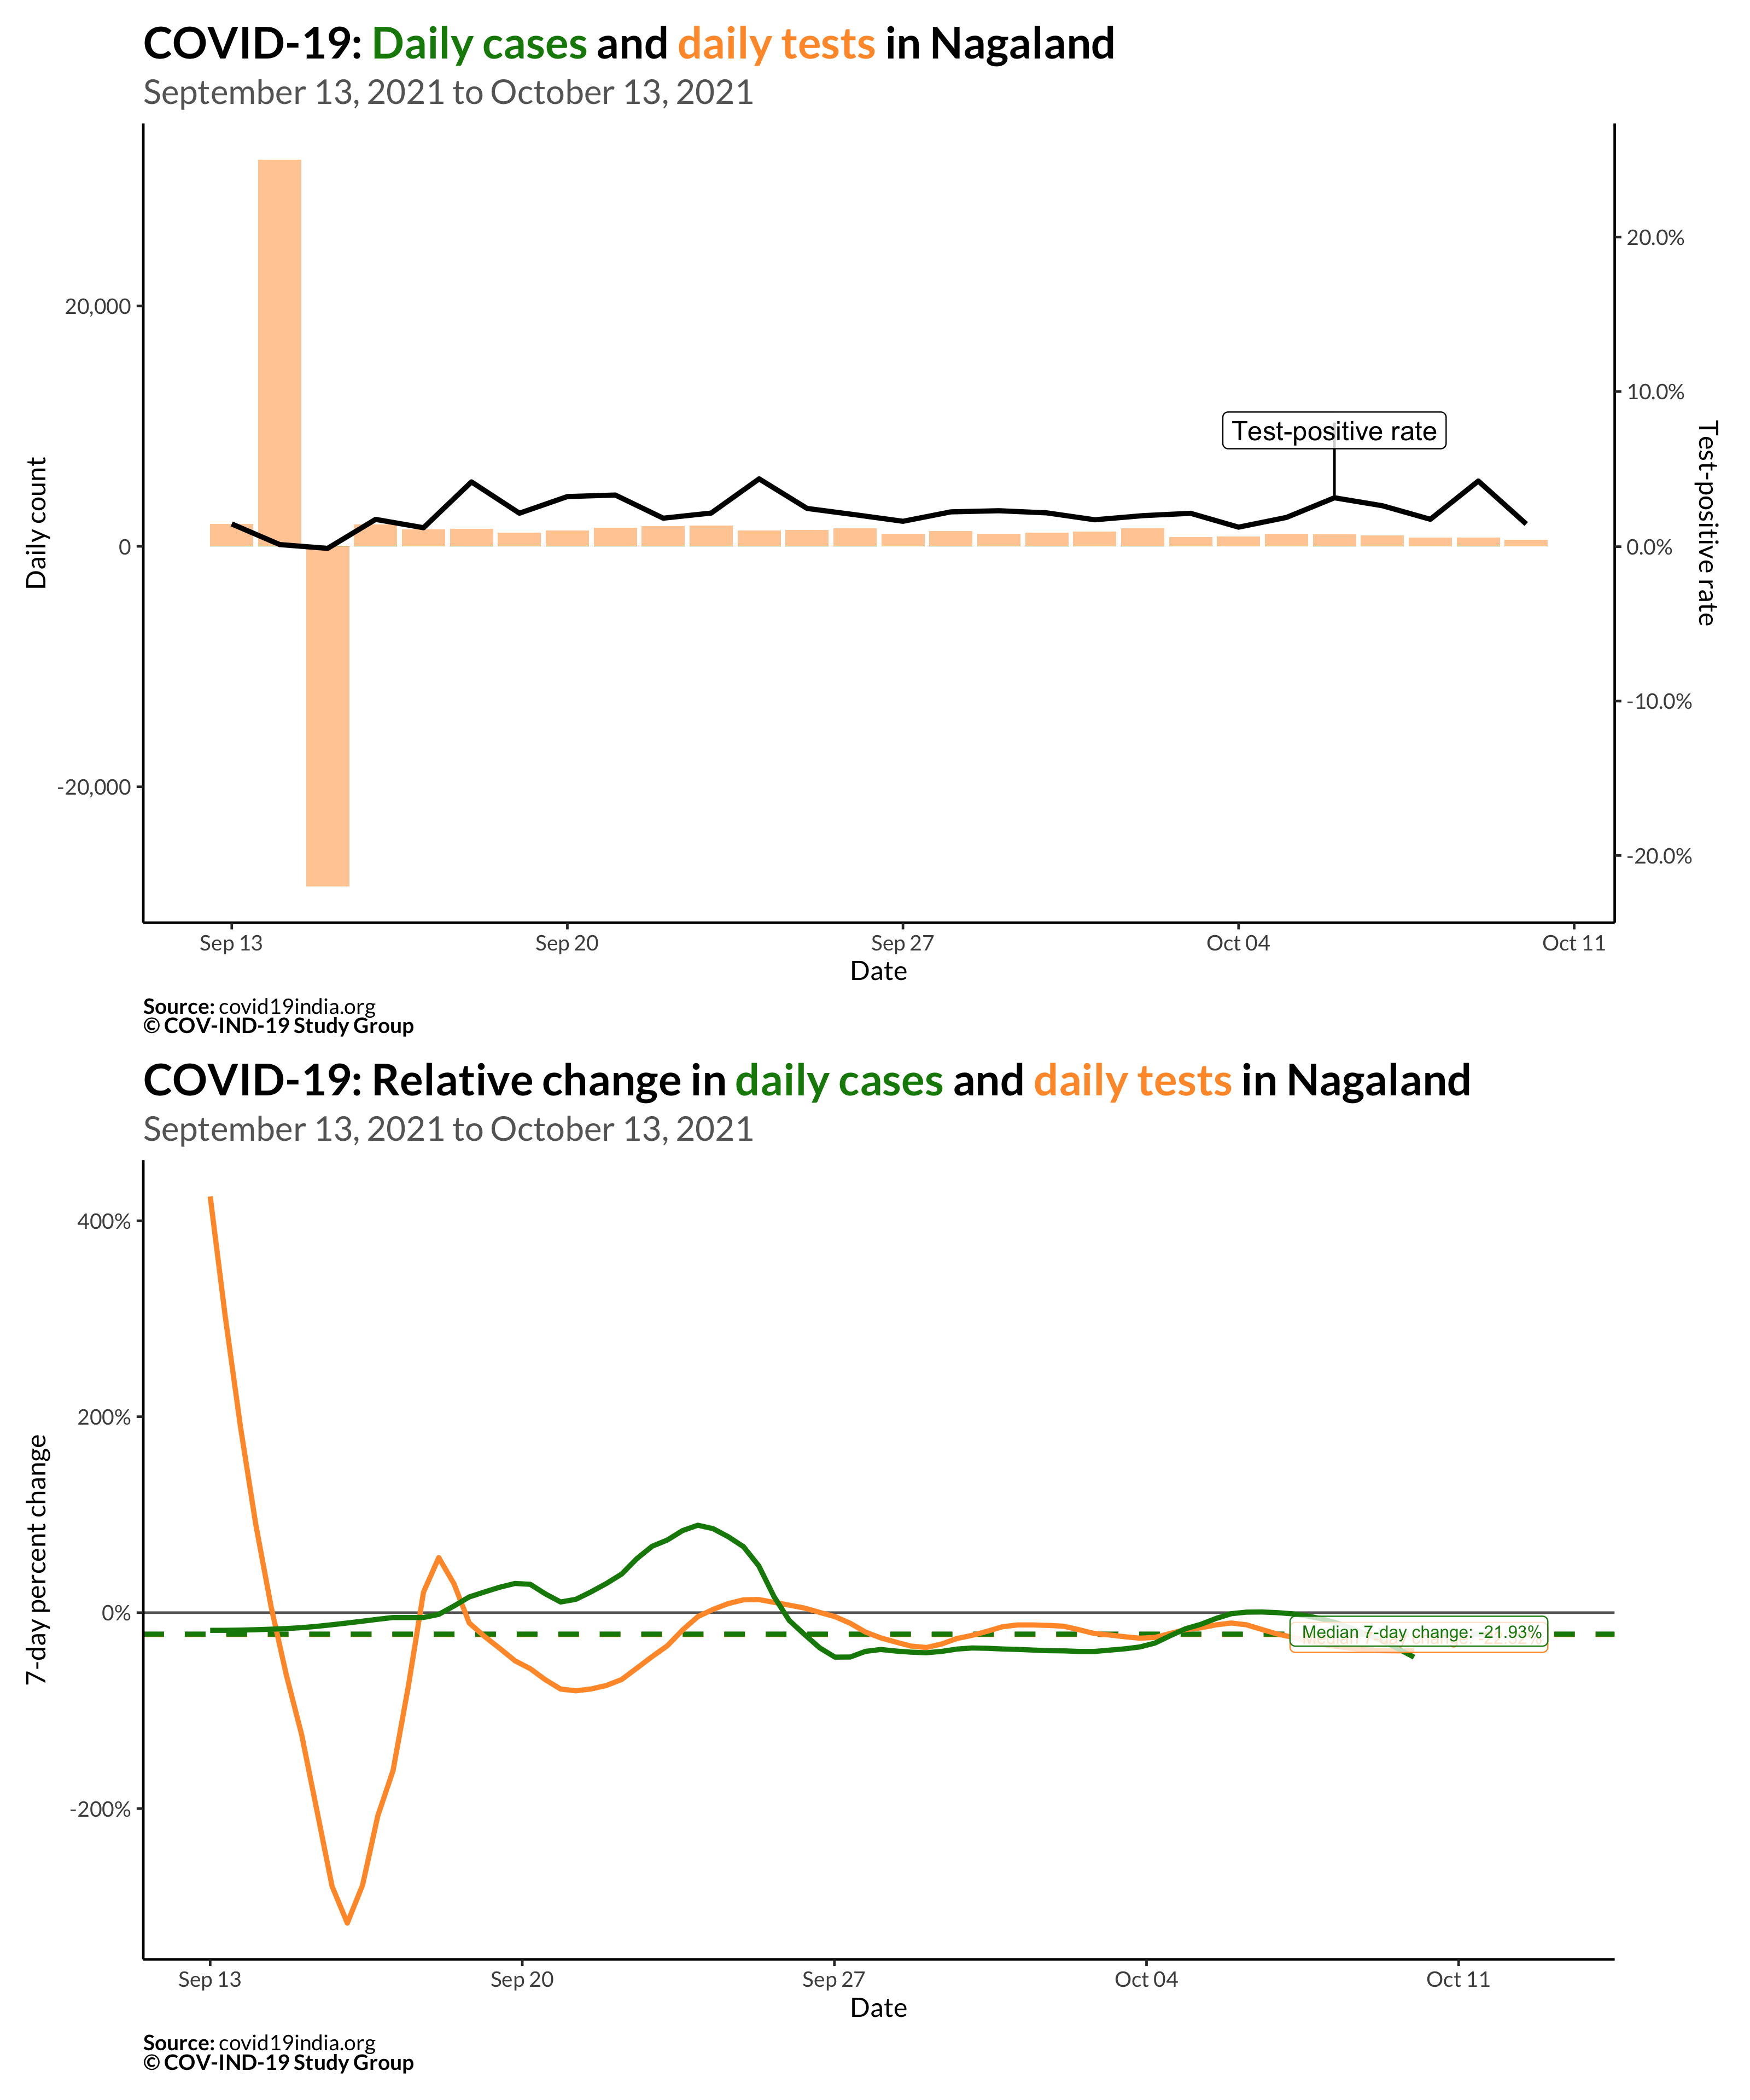 COVID-19: Daily cases and daily tests in Nagaland
September 13, 2021 to October 13, 2021
20,000
0
-20,000
Daily count
20.0%
10.0%
0.0%
-10.0%
-20.0%
Test-positive rate
Test-positive rate
Sep 13
Sep 20
Sep 27
Oct 04
Oct 11
Date
Source: covid19india.org
© COV-IND-19 Study Group
COVID-19: Relative change in daily cases and daily tests in Nagaland
September 13, 2021 to October 13, 2021
400%
200%
0%
-200%
7-day percent change
Median 7-day change: -21.93%
Sep 13
Sep 20
Sep 27
Oct 04
Oct 11
Date
Source: covid19india.org
© COV-IND-19 Study Group